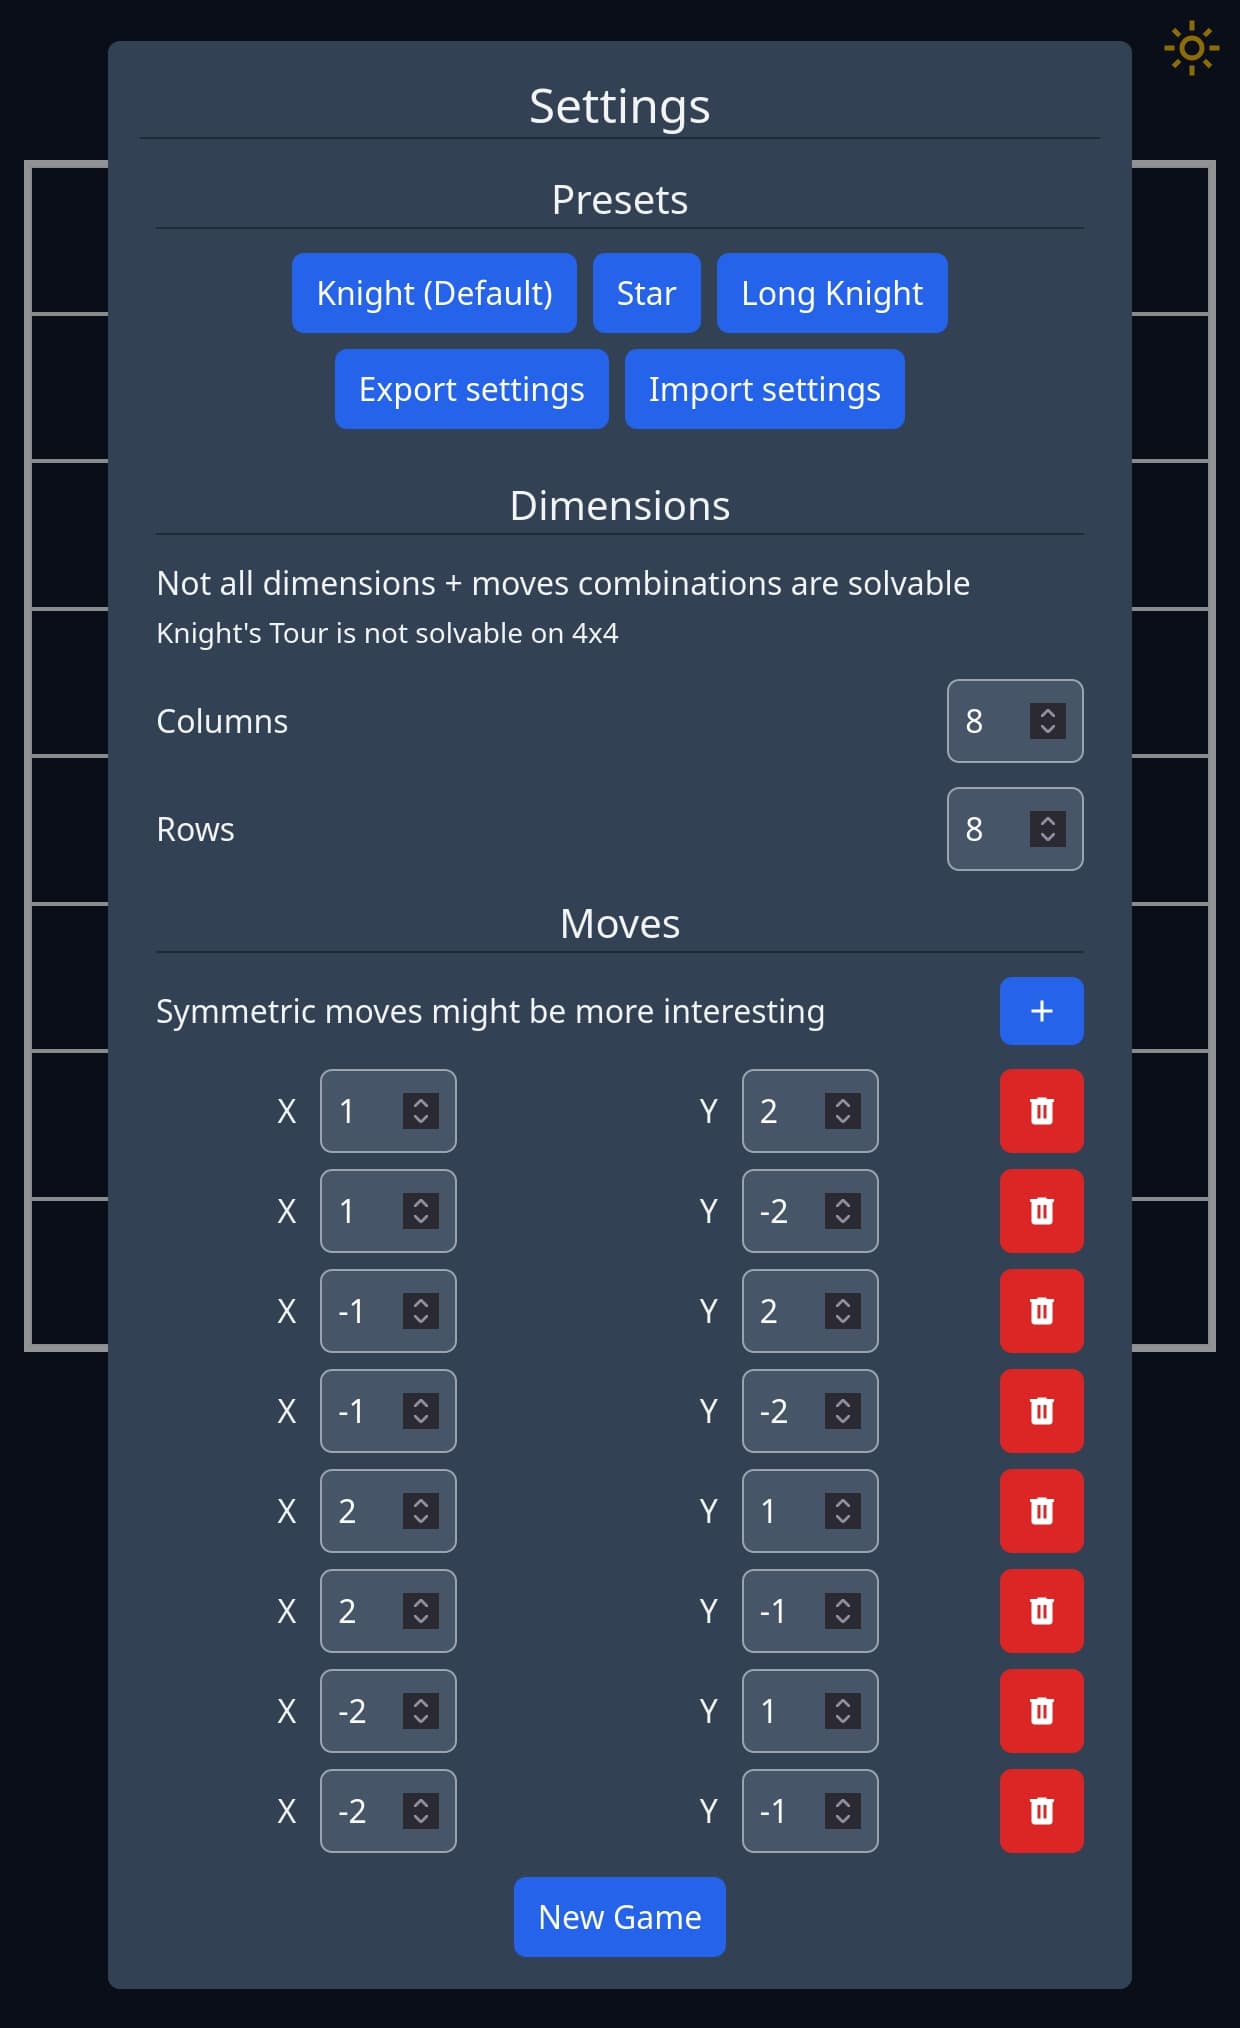 Settings
Presets
Knight (Default) Star Long Knight
Export settings Import settings
Dimensions
Not all dimensions + moves combinations are solvable
Knight's Tour is not solvable on 4x4
Columns 8
Rows 8
Moves
Symmetric moves might be more interesting +
X 1 Y 2
X 1 Y -2
X -1 Y 2
X -1 Y -2
X 2 Y 1
X 2 Y -1
X -2 Y 1
X -2 Y -1
New Game